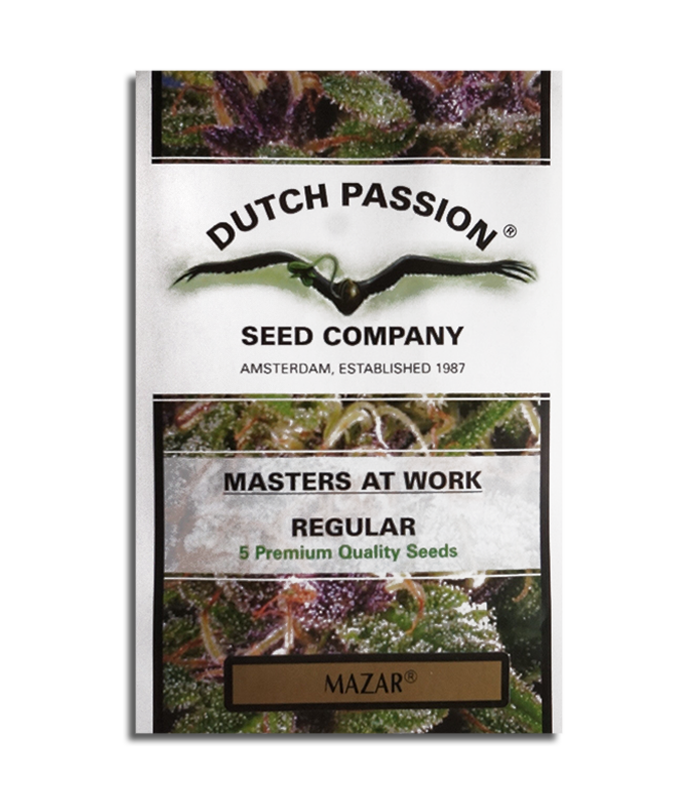 DUTCH PASSION®
SEED COMPANY
AMSTERDAM, ESTABLISHED 1987
MASTERS AT WORK
REGULAR
5 Premium Quality Seeds
MAZAR®